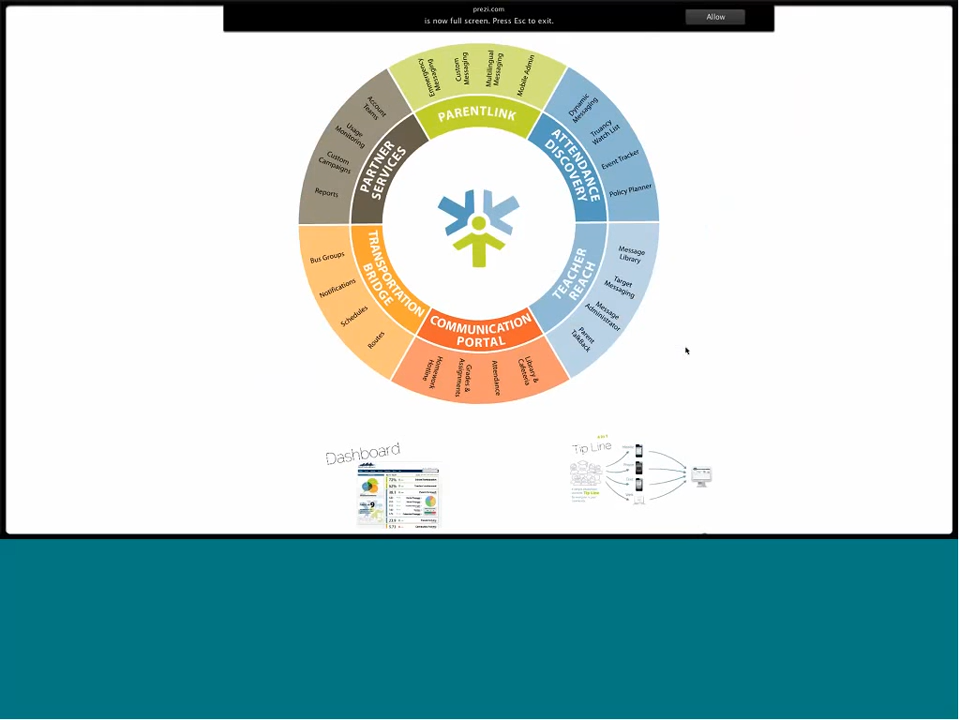 prezi.com
is now full screen. Press Esc to exit.
Allow
PARENTLINK
Emmergency
Messaging
Custom
Messaging
Multilingual
Messaging
Mobile Admin
ATTENDANCE
DISCOVERY
Dynamic
Messaging
Truancy
Watch List
Event Tracker
Policy Planner
TEACHER
REACH
Message
Library
Target
Messaging
Message
Administrator
Parent
TalkBack
COMMUNICATION
PORTAL
Library &
Cafeteria
Attendance
Grades &
Assignments
Homework
Hotline
TRANSPORTATION
BRIDGE
Bus Groups
Notifications
Schedules
Routes
PARTNER
SERVICES
Account
Teams
Usage
Monitoring
Custom
Campaigns
Reports
Dashboard
Tip Line